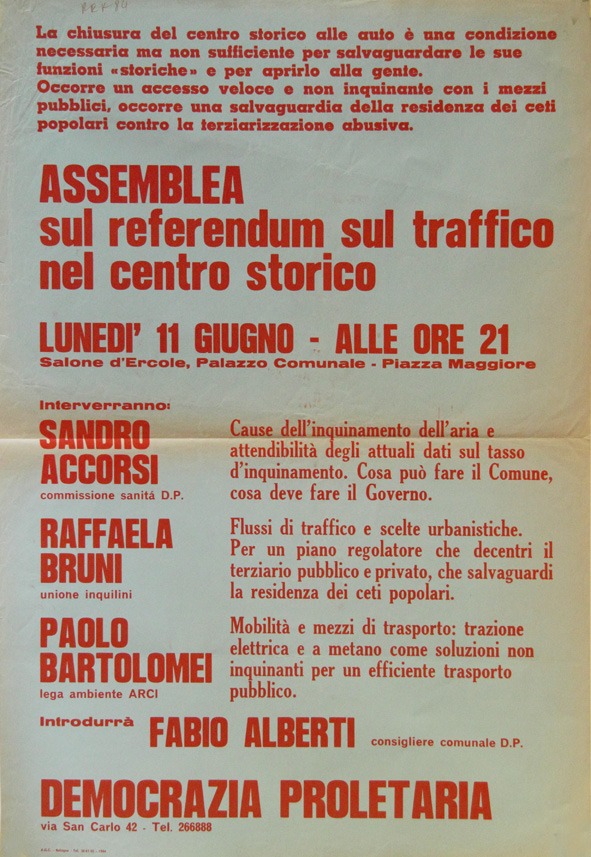 La chiusura del centro storico alle auto è una condizione
necessaria ma non sufficiente per salvaguardare le sue
funzioni «storiche» e per aprirlo alla gente.
Occorre un accesso veloce e non inquinante con i mezzi
pubblici, occorre una salvaguardia della residenza dei ceti
popolari contro la terziarizzazione abusiva.
ASSEMBLEA
sul referendum sul traffico
nel centro storico
LUNEDI' 11 GIUGNO - ALLE ORE 21
Salone d'Ercole, Palazzo Comunale - Piazza Maggiore
Interverranno:
SANDRO
ACCORSI
commissione sanitá D.P.
Cause dell'inquinamento dell'aria e
attendibilità degli attuali dati sul tasso
d'inquinamento. Cosa può fare il Comune,
cosa deve fare il Governo.
RAFFAELA
BRUNI
unione inquilini
Flussi di traffico e scelte urbanistiche.
Per un piano regolatore che decentri il
terziario pubblico e privato, che salvaguardi
la residenza dei ceti popolari.
PAOLO
BARTOLOMEI
lega ambiente ARCI
Mobilità e mezzi di trasporto: trazione
elettrica e a metano come soluzioni non
inquinanti per un efficiente trasporto
pubblico.
Introdurrà FABIO ALBERTI consigliere comunale D.P.
DEMOCRAZIA PROLETARIA
via San Carlo 42 - Tel. 266888